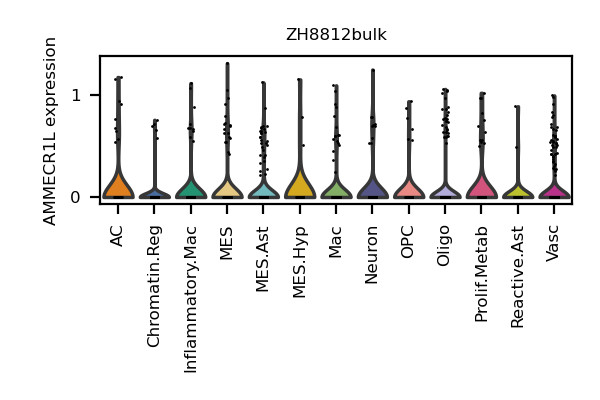 ZH8812bulk
AMMECR1L expression
1
0
AC
Chromatin.Reg
Inflammatory.Mac
MES
MES.Ast
MES.Hyp
Mac
Neuron
OPC
Oligo
Prolif.Metab
Reactive.Ast
Vasc